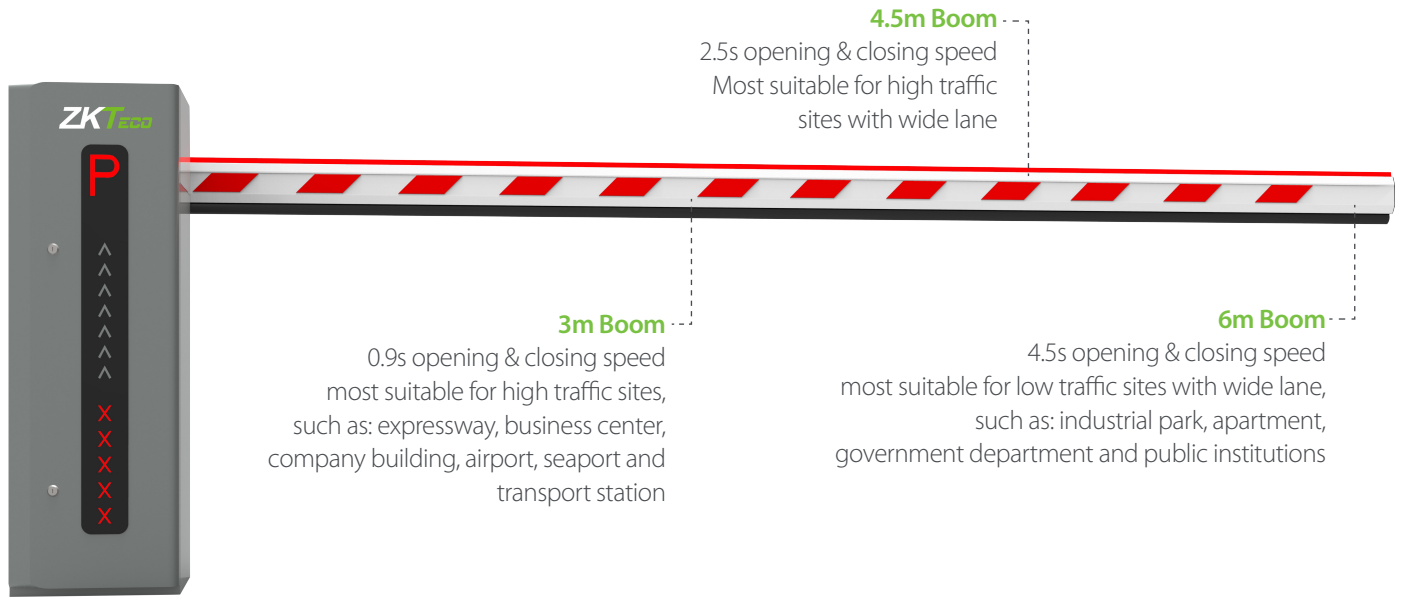 4.5m Boom
2.5s opening & closing speed
Most suitable for high traffic
sites with wide lane
ZKTeco
P
X
X
X
X
X
3m Boom
0.9s opening & closing speed
most suitable for high traffic sites,
such as: expressway, business center,
company building, airport, seaport and
transport station
6m Boom
4.5s opening & closing speed
most suitable for low traffic sites with wide lane,
such as: industrial park, apartment,
government department and public institutions